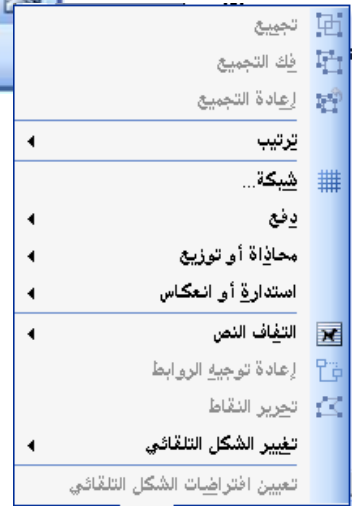 تجميع
فك التجميع
إعادة التجميع
ترتيب
شبكة...
دفع
محاذاة أو توزيع
استدارة أو انعكاس
التفاف النص
إعادة توجيه الروابط
تحرير النقاط
تغيير الشكل التلقائي
تعيين افتراضيات الشكل التلقائي